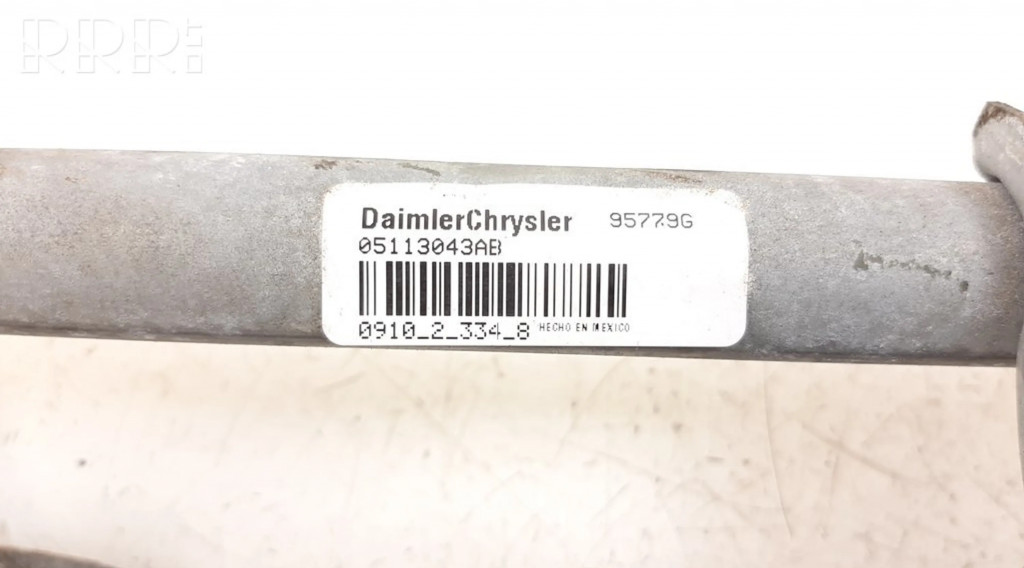 RRR
DaimlerChrysler 95779G
05113043AB
0910_2_334_8 HECHO EN MEXICO